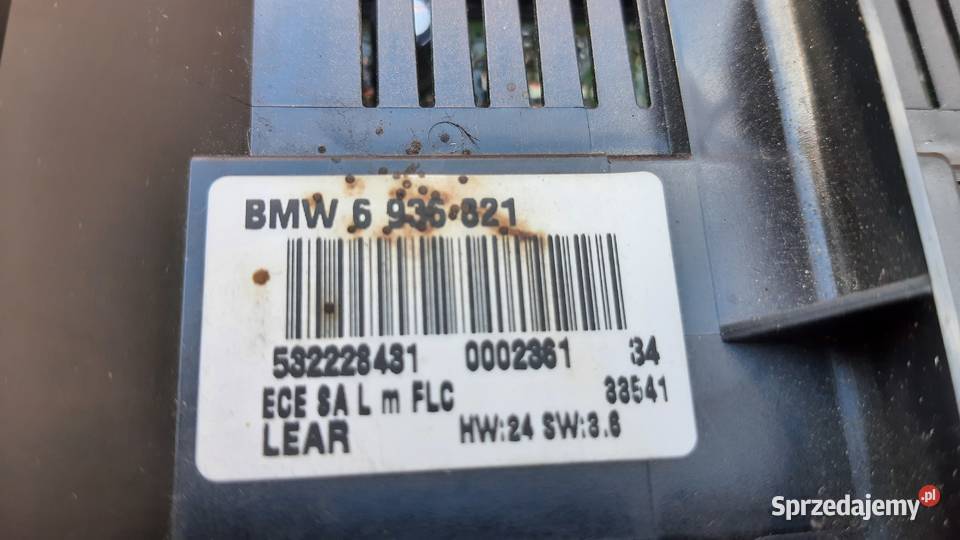 BMW 6 936 821
532228431 0002361 34
ECE SA L m FLC 33541
LEAR HW:24 SW:3.6
Sprzedajemy.pl